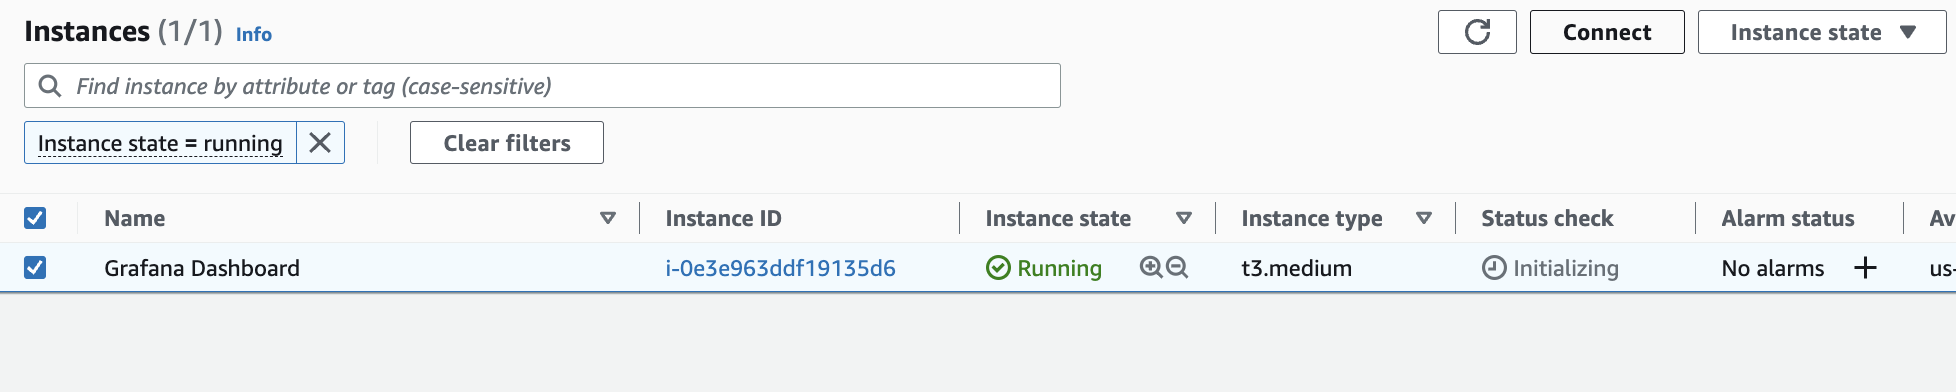 Instances (1/1) Info
Connect
Instance state
Find instance by attribute or tag (case-sensitive)
Instance state = running
Clear filters
Name Instance ID Instance state Instance type Status check Alarm status Av
Grafana Dashboard i-0e3e963ddf19135d6 Running t3.medium Initializing No alarms us-